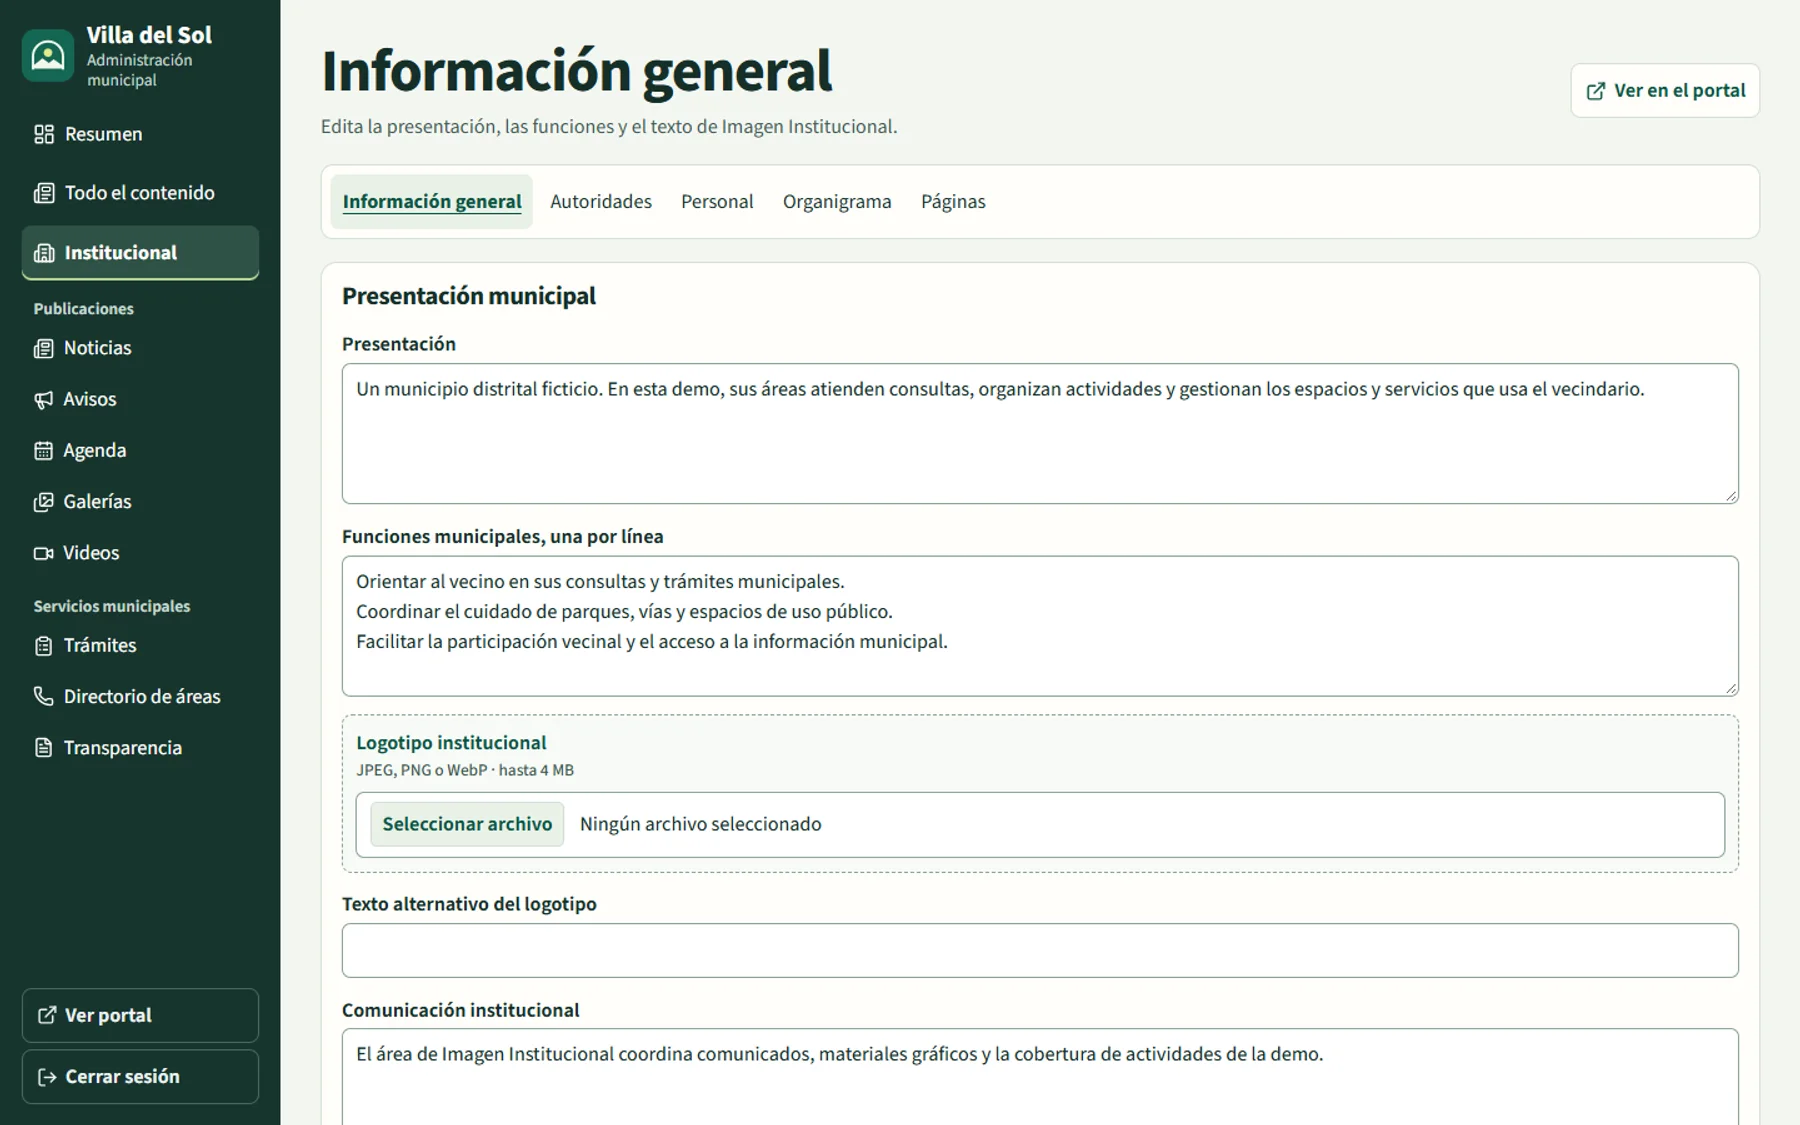 Villa del Sol
Administración
municipal
Resumen
Todo el contenido
Institucional
Publicaciones
Noticias
Avisos
Agenda
Galerías
Videos
Servicios municipales
Trámites
Directorio de áreas
Transparencia
Ver portal
Cerrar sesión
Información general
Edita la presentación, las funciones y el texto de Imagen Institucional.
Ver en el portal
Información general
Autoridades
Personal
Organigrama
Páginas
Presentación municipal
Presentación
Un municipio distrital ficticio. En esta demo, sus áreas atienden consultas, organizan actividades y gestionan los espacios y servicios que usa el vecindario.
Funciones municipales, una por línea
Orientar al vecino en sus consultas y trámites municipales.
Coordinar el cuidado de parques, vías y espacios de uso público.
Facilitar la participación vecinal y el acceso a la información municipal.
Logotipo institucional
JPEG, PNG o WebP · hasta 4 MB
Seleccionar archivo
Ningún archivo seleccionado
Texto alternativo del logotipo
Comunicación institucional
El área de Imagen Institucional coordina comunicados, materiales gráficos y la cobertura de actividades de la demo.